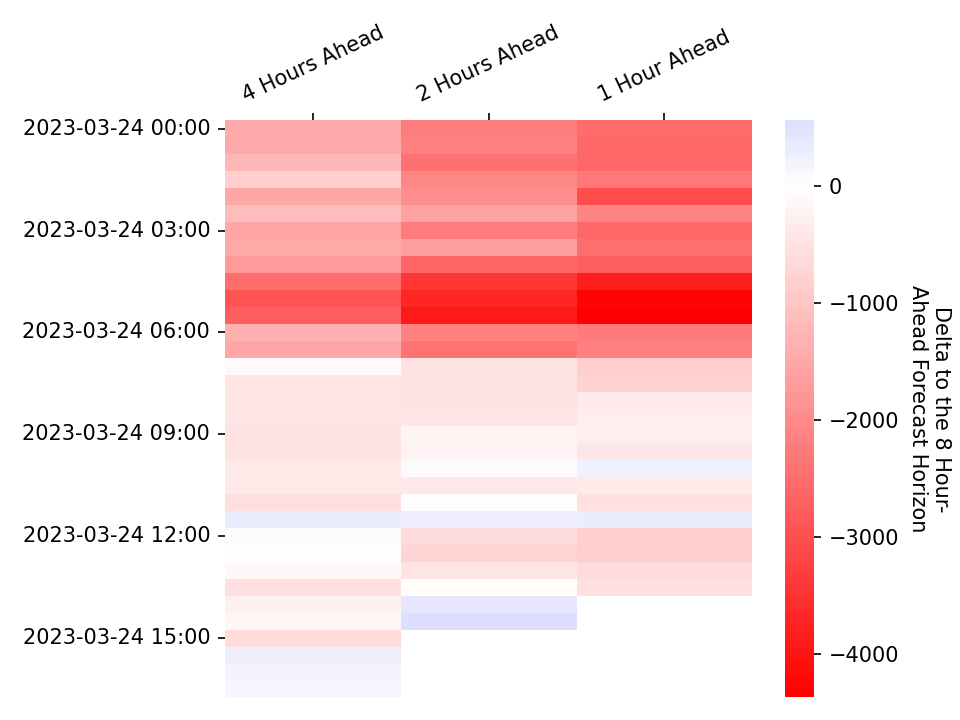 4 Hours Ahead
2 Hours Ahead
1 Hour Ahead
2023-03-24 00:00
2023-03-24 03:00
2023-03-24 06:00
2023-03-24 09:00
2023-03-24 12:00
2023-03-24 15:00
0
−1000
−2000
−3000
−4000
Delta to the 8 Hour-
Ahead Forecast Horizon